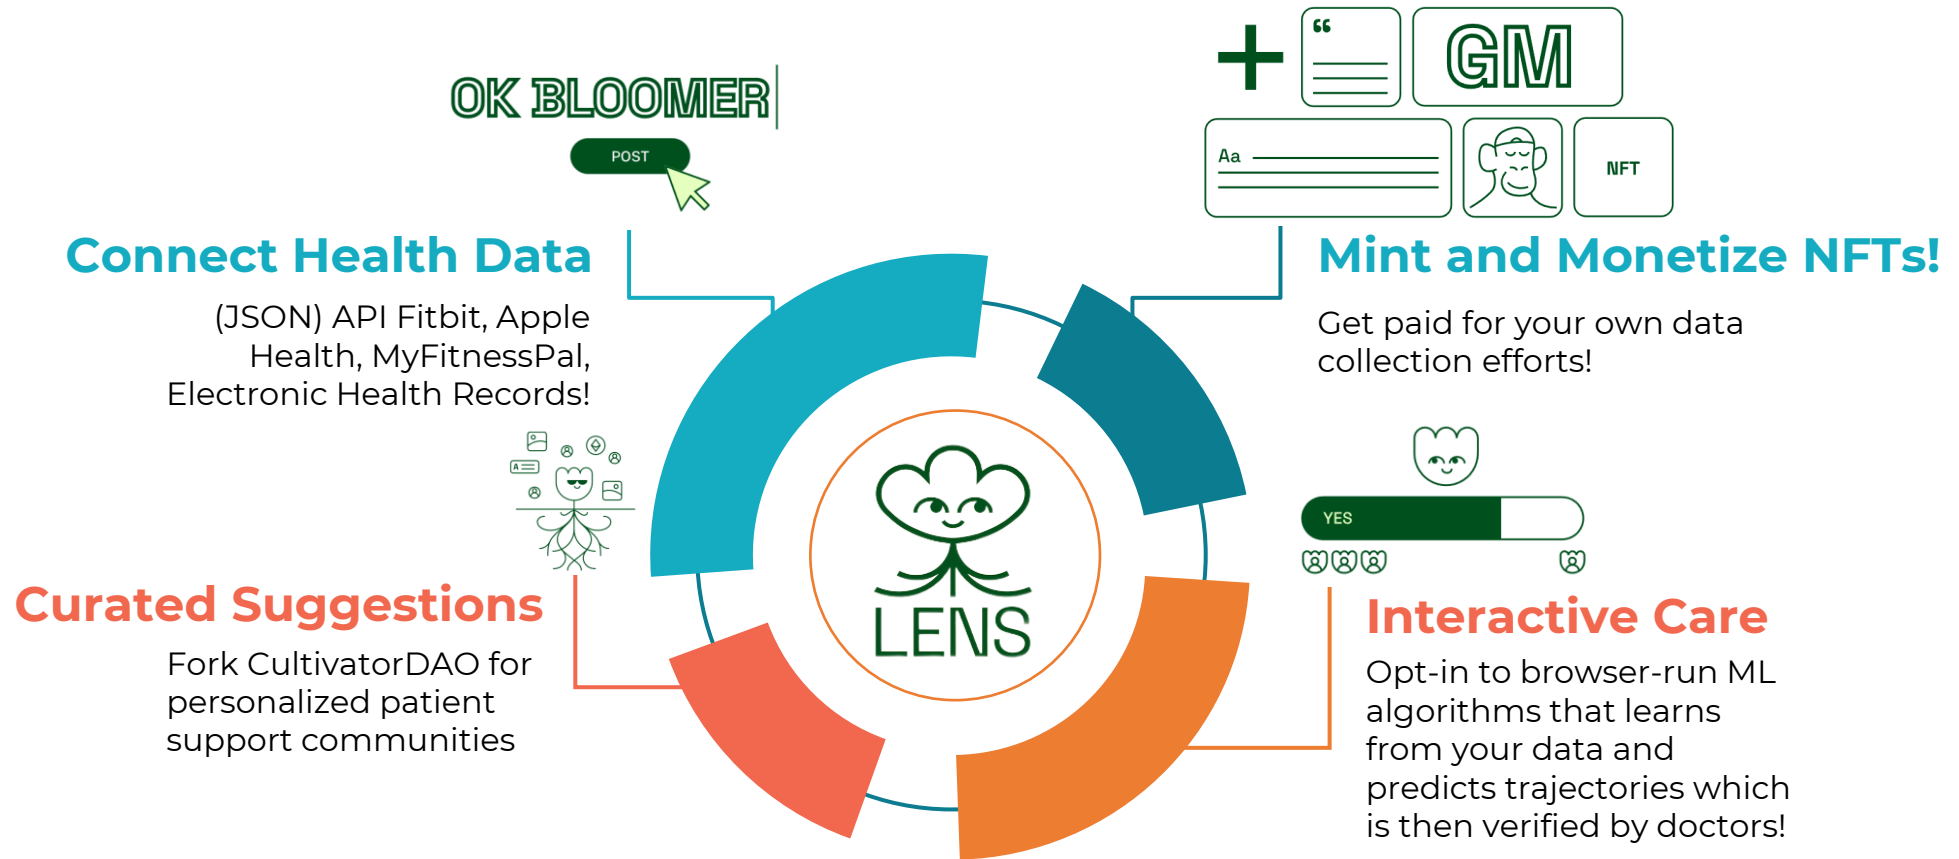 OK BLOOMER
POST
Connect Health Data
(JSON) API Fitbit, Apple
Health, MyFitnessPal,
Electronic Health Records!
“
GM
Aa
NFT
Mint and Monetize NFTs!
Get paid for your own data
collection efforts!
A
Curated Suggestions
Fork CultivatorDAO for
personalized patient
support communities
LENS
YES
Interactive Care
Opt-in to browser-run ML
algorithms that learns
from your data and
predicts trajectories which
is then verified by doctors!